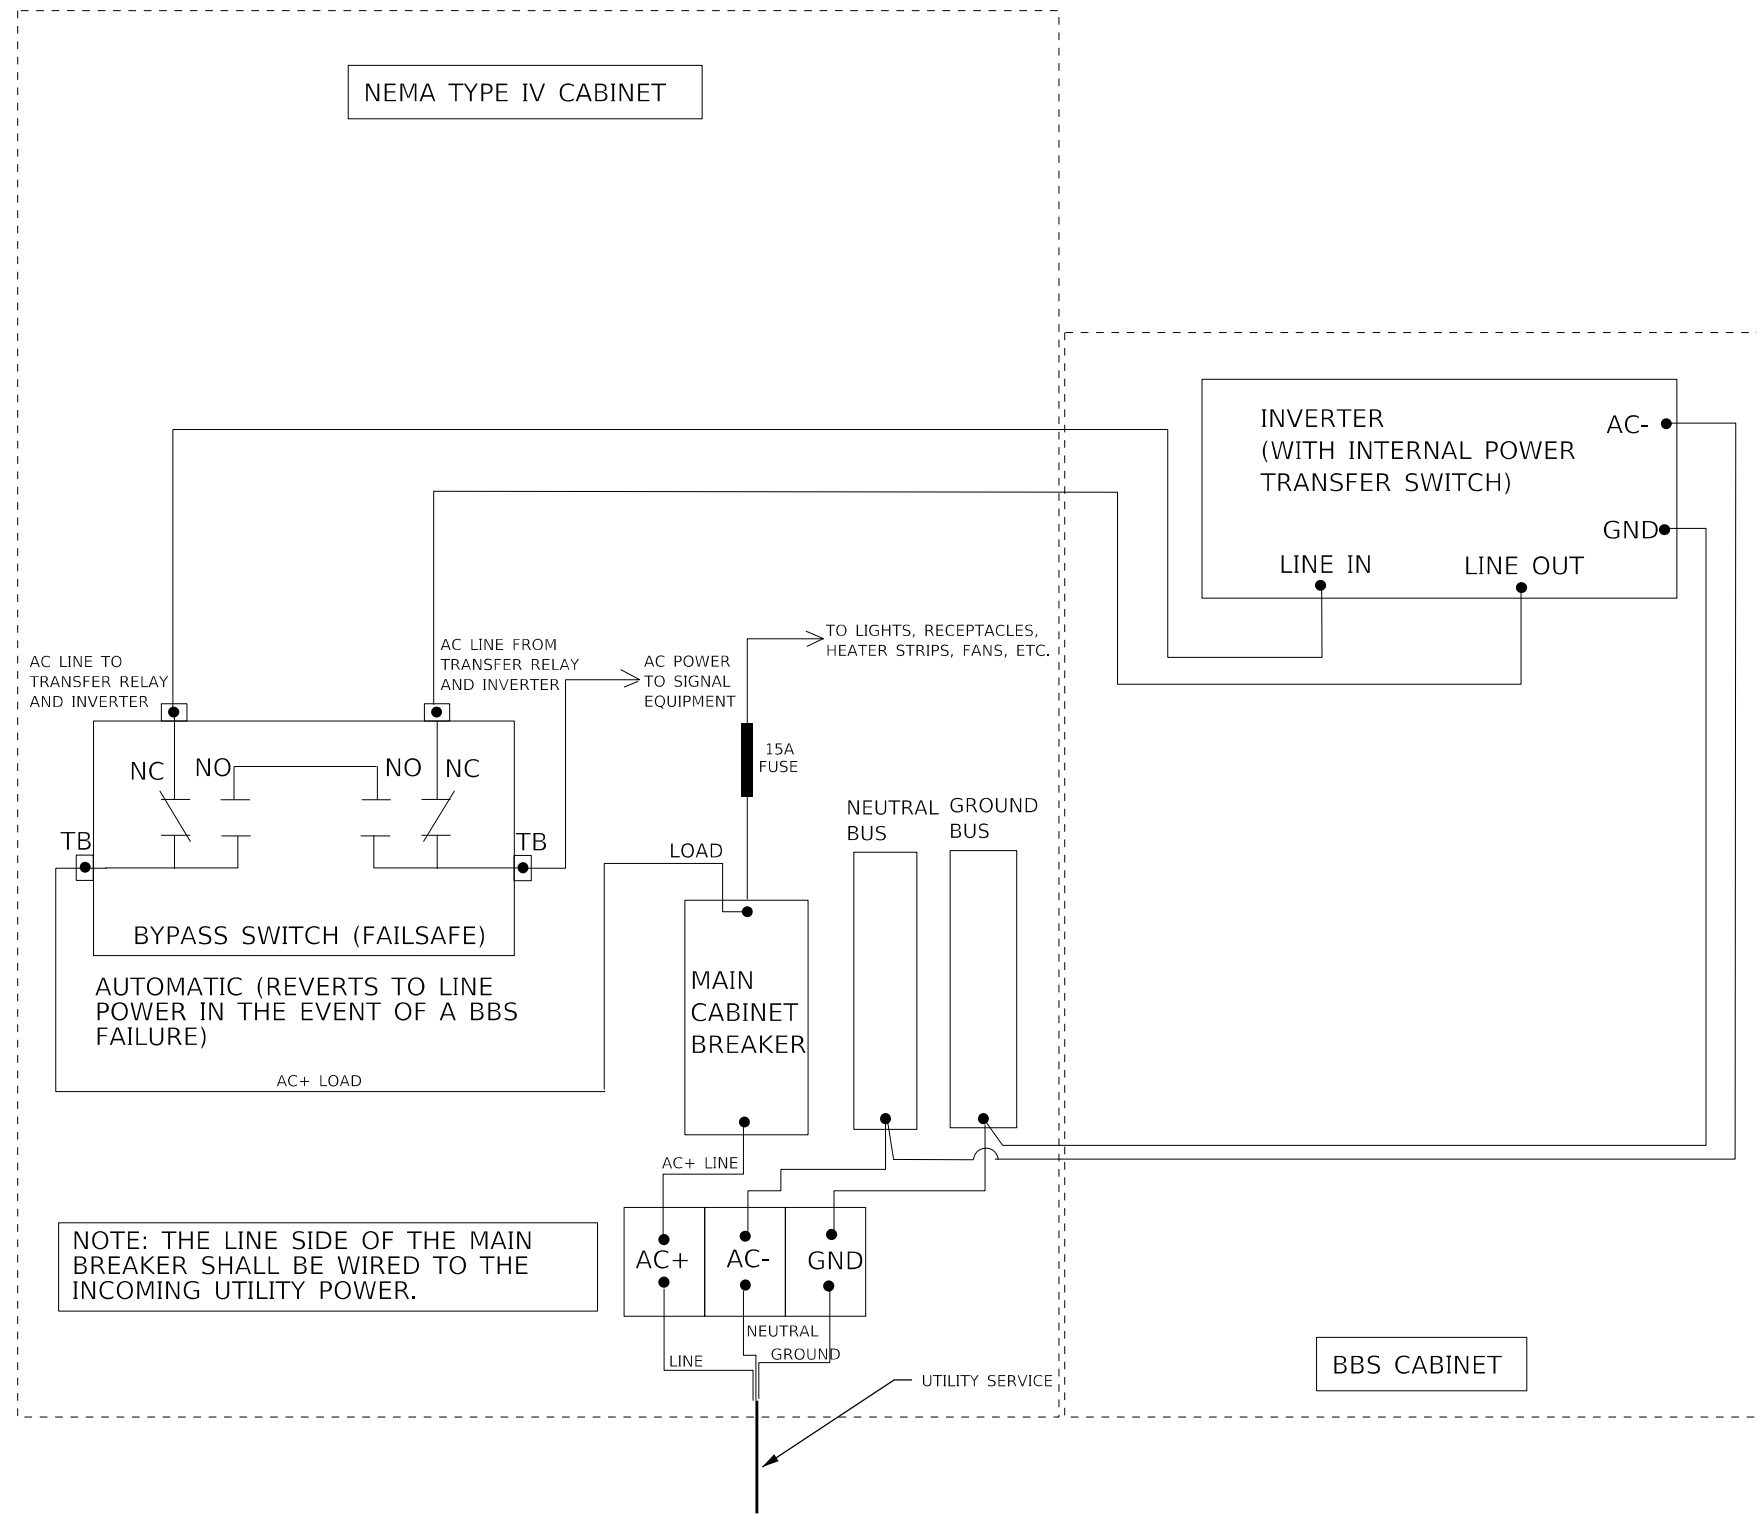 NEMA TYPE IV CABINET
INVERTER
(WITH INTERNAL POWER
TRANSFER SWITCH)
AC-
GND
LINE IN
LINE OUT
AC LINE TO
TRANSFER RELAY
AND INVERTER
AC LINE FROM
TRANSFER RELAY
AND INVERTER
AC POWER
TO SIGNAL
EQUIPMENT
TO LIGHTS, RECEPTACLES,
HEATER STRIPS, FANS, ETC.
15A
FUSE
NC
NO
NO
NC
TB
TB
BYPASS SWITCH (FAILSAFE)
AUTOMATIC (REVERTS TO LINE
POWER IN THE EVENT OF A BBS
FAILURE)
AC+ LOAD
LOAD
NEUTRAL
BUS
GROUND
BUS
MAIN
CABINET
BREAKER
AC+ LINE
AC+
AC-
GND
NOTE: THE LINE SIDE OF THE MAIN
BREAKER SHALL BE WIRED TO THE
INCOMING UTILITY POWER.
NEUTRAL
GROUND
LINE
UTILITY SERVICE
BBS CABINET